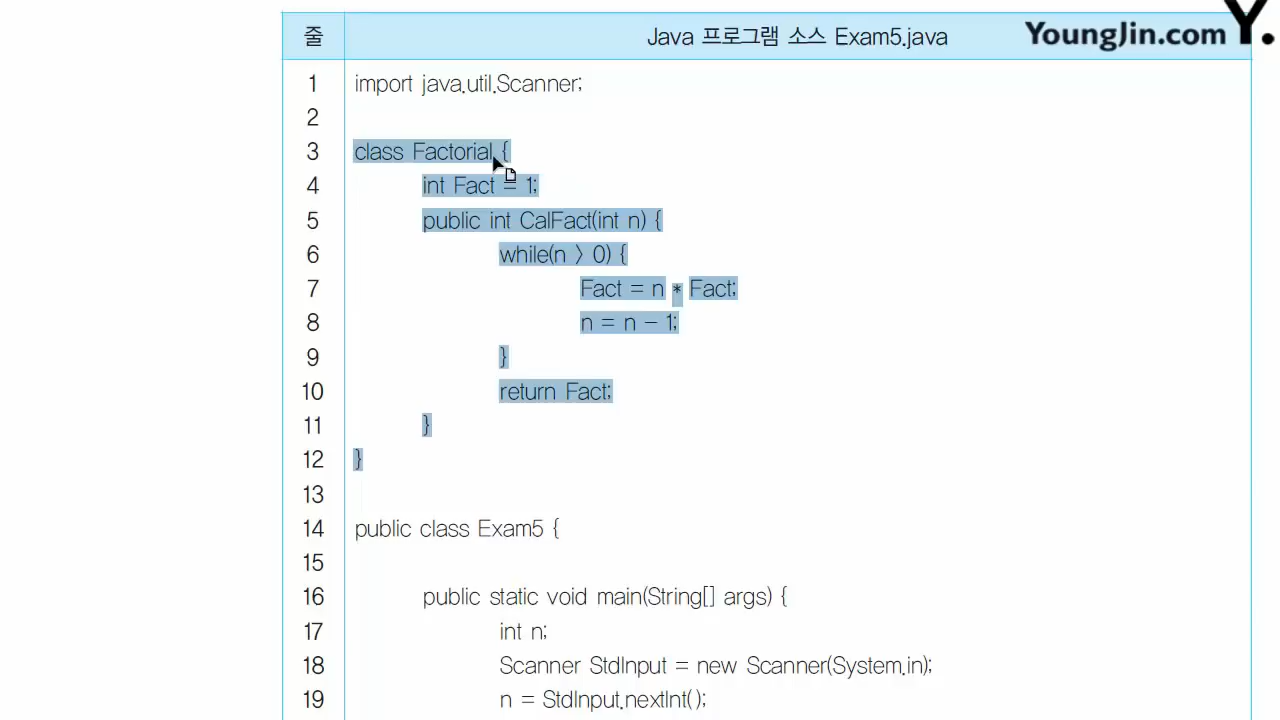 줄 Java 프로그램 소스 Exam5.java
YoungJin.com Y.
1 import java.util.Scanner;
2
3 class Factorial {
4 int Fact = 1;
5 public int CalFact(int n) {
6 while(n > 0) {
7 Fact = n * Fact;
8 n = n - 1;
9 }
10 return Fact;
11 }
12 }
13
14 public class Exam5 {
15
16 public static void main(String[] args) {
17 int n;
18 Scanner StdInput = new Scanner(System.in);
19 n = StdInput.nextInt();